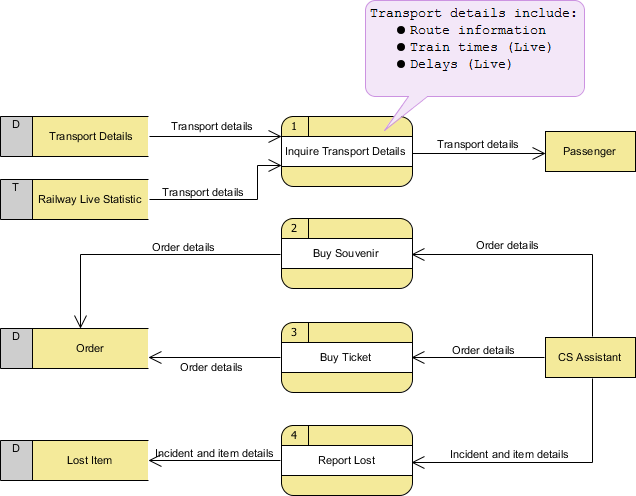 Transport details include:
● Route information
● Train times (Live)
● Delays (Live)
D
Transport Details
Transport details
1
Inquire Transport Details
Transport details
Passenger
T
Railway Live Statistic
Transport details
2
Buy Souvenir
Order details
Order details
D
Order
3
Buy Ticket
Order details
Order details
CS Assistant
D
Lost Item
Incident and item details
4
Report Lost
Incident and item details